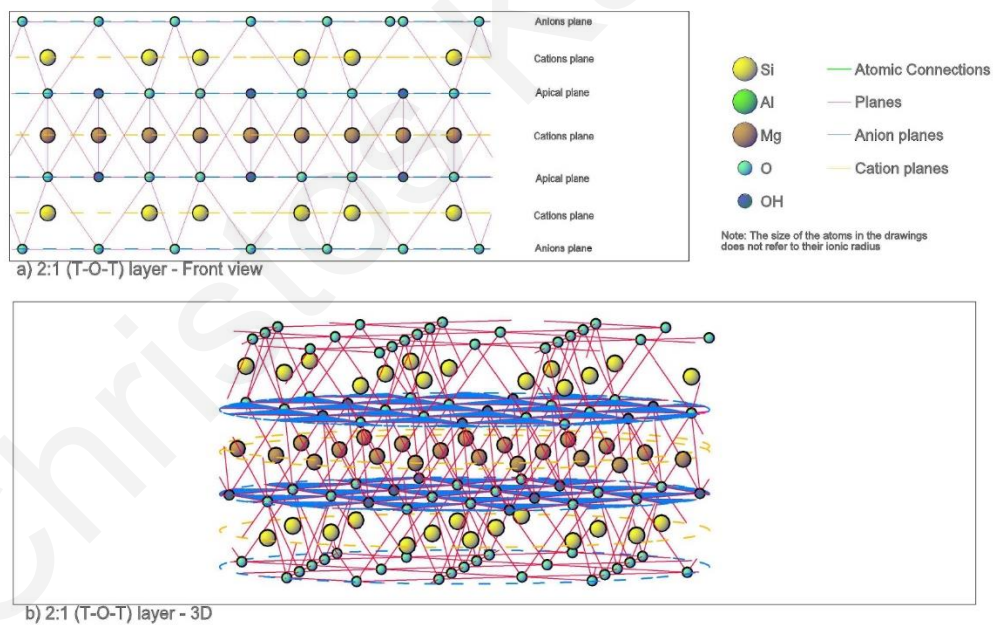 Anions plane
Cations plane
Apical plane
Cations plane
Apical plane
Cations plane
Anions plane
a) 2:1 (T-O-T) layer - Front view
Si
Al
Mg
O
OH
Atomic Connections
Planes
Anion planes
Cation planes
Note: The size of the atoms in the drawings
does not refer to their ionic radius
b) 2:1 (T-O-T) layer - 3D
Christos K